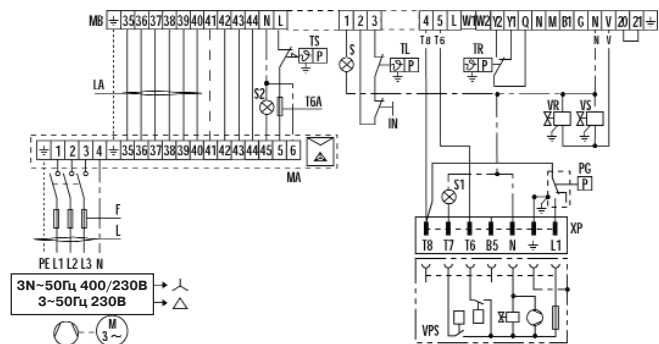 MB ⏚ 35 36 37 38 39 40 41 42 43 44 N L 1 2 3 4 5 L W1 W2 Y2 Y1 Q N M B1 G N V 20 21 ⏚
T8 T6 N V
TS
ϑ P
S
TL
ϑ P
TR
ϑ P
LA
S2
T6A
IN
VR VS
⏚ 1 2 3 4 ⏚ 35 36 37 38 39 40 41 42 43 44 45 5 6
MA
PG
P
S1
F
L
XP
T8 T7 T6 B5 N ⏚ L1
PE L1 L2 L3 N
3N~50Гц 400/230В
3~50Гц 230В
VPS
M
3~